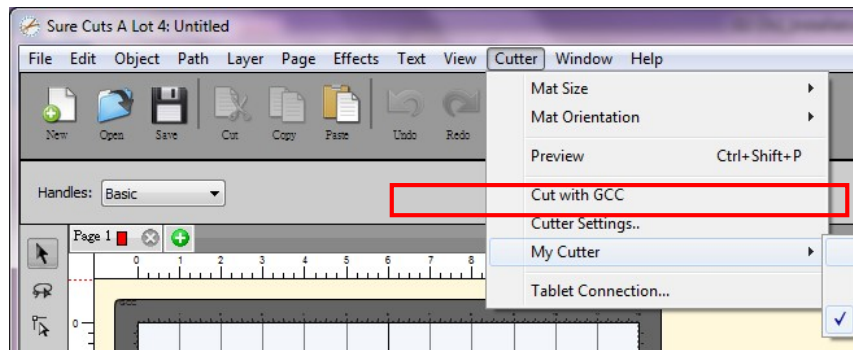 Sure Cuts A Lot 4: Untitled
File Edit Object Path Layer Page Effects Text View Cutter Window Help
Mat Size
Mat Orientation
New Open Save Cut Copy Paste Undo Redo
Preview Ctrl+Shift+P
Handles: Basic
Cut with GCC
Cutter Settings..
Page 1
My Cutter
0 1 2 3 4 5 6 7 8
Tablet Connection...
0